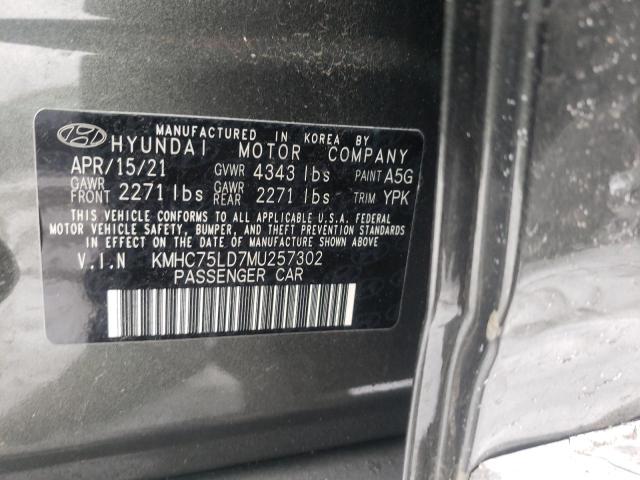 MANUFACTURED IN KOREA BY
HYUNDAI MOTOR COMPANY
APR/15/21 GVWR 4343 lbs PAINT A5G
GAWR FRONT 2271 lbs GAWR REAR 2271 lbs TRIM YPK
THIS VEHICLE CONFORMS TO ALL APPLICABLE U.S.A. FEDERAL
MOTOR VEHICLE SAFETY, BUMPER, AND THEFT STANDARDS
IN EFFECT ON THE DATE OF MANUFACTURE SHOWN ABOVE.
V.I.N KMHC75LD7MU257302
PASSENGER CAR